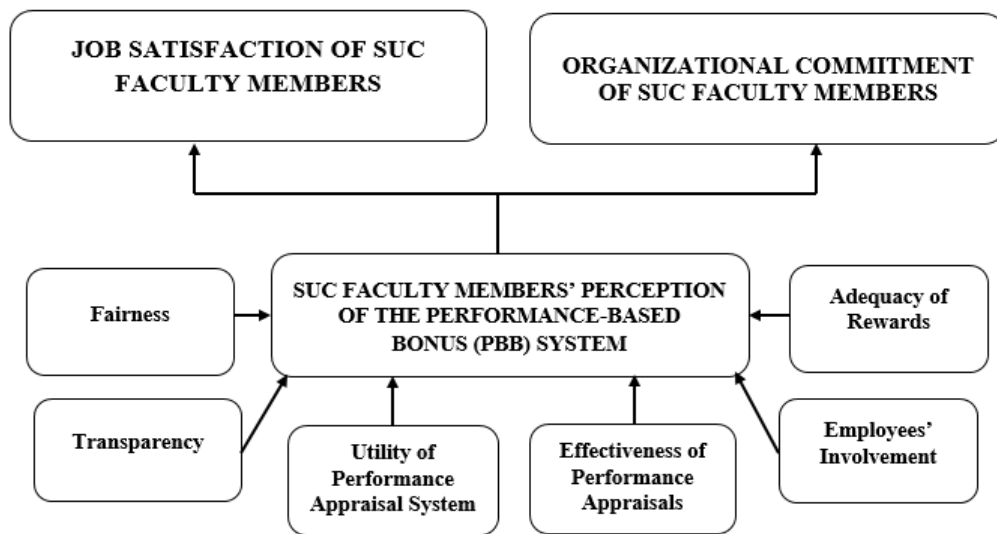 JOB SATISFACTION OF SUC
FACULTY MEMBERS
ORGANIZATIONAL COMMITMENT
OF SUC FACULTY MEMBERS
SUC FACULTY MEMBERS’ PERCEPTION
OF THE PERFORMANCE-BASED
BONUS (PBB) SYSTEM
Fairness
Adequacy of
Rewards
Transparency
Utility of
Performance
Appraisal System
Effectiveness of
Performance
Appraisals
Employees’
Involvement